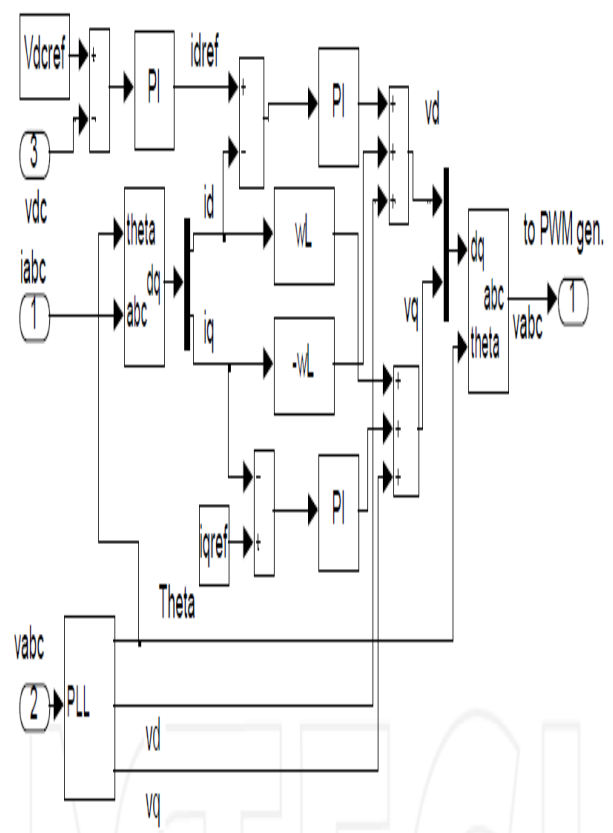 Vdcref
+
-
PI
idref
+
-
PI
+
+
+
vd
3
vdc
iabc
1
theta
abc
dq
id
iq
wL
-wL
vq
dq
theta
abc
to PWM gen.
1
vabc
+
+
+
-
+
PI
iqref
Theta
vabc
2
PLL
vd
vq